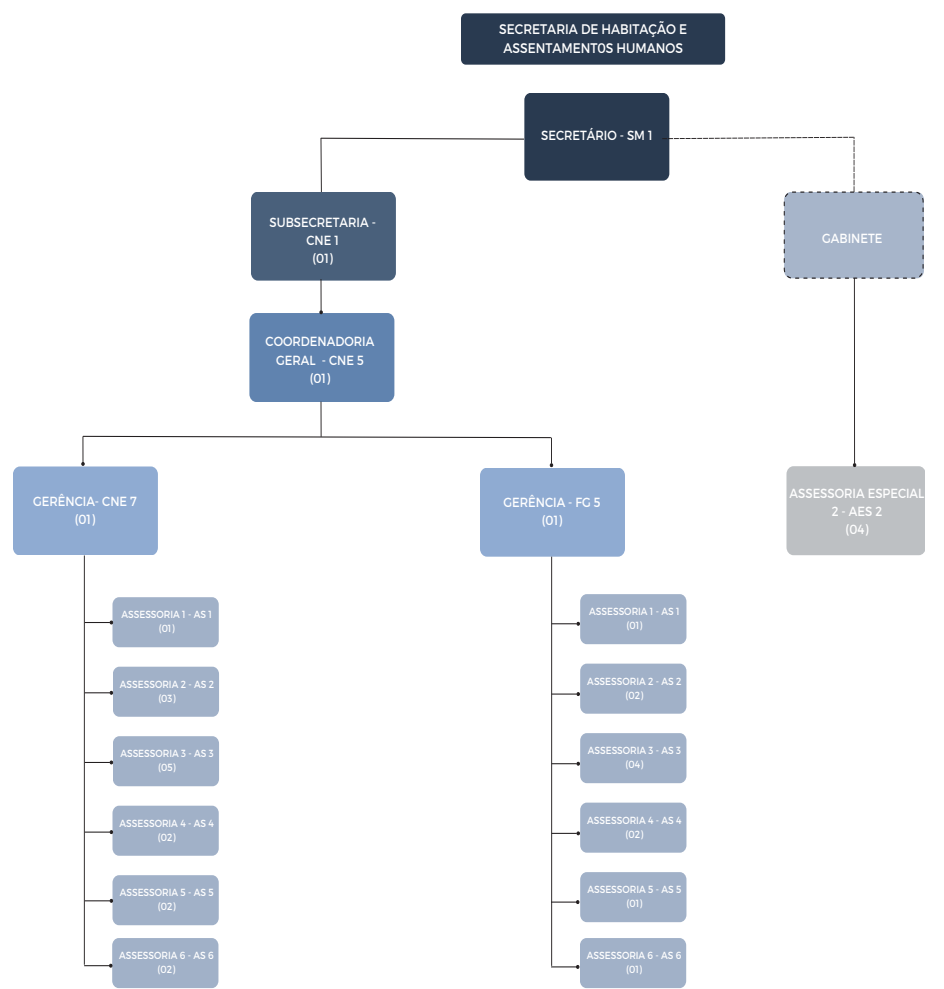 SECRETARIA DE HABITAÇÃO E
ASSENTAMENTOS HUMANOS
SECRETÁRIO - SM 1
SUBSECRETARIA -
CNE 1
(01)
GABINETE
COORDENADORIA
GERAL - CNE 5
(01)
GERÊNCIA- CNE 7
(01)
GERÊNCIA - FG 5
(01)
ASSESSORIA ESPECIAL
2 - AES 2
(04)
ASSESSORIA 1 - AS 1
(01)
ASSESSORIA 2 - AS 2
(03)
ASSESSORIA 3 - AS 3
(05)
ASSESSORIA 4 - AS 4
(02)
ASSESSORIA 5 - AS 5
(02)
ASSESSORIA 6 - AS 6
(02)
ASSESSORIA 1 - AS 1
(01)
ASSESSORIA 2 - AS 2
(02)
ASSESSORIA 3 - AS 3
(04)
ASSESSORIA 4 - AS 4
(02)
ASSESSORIA 5 - AS 5
(01)
ASSESSORIA 6 - AS 6
(01)